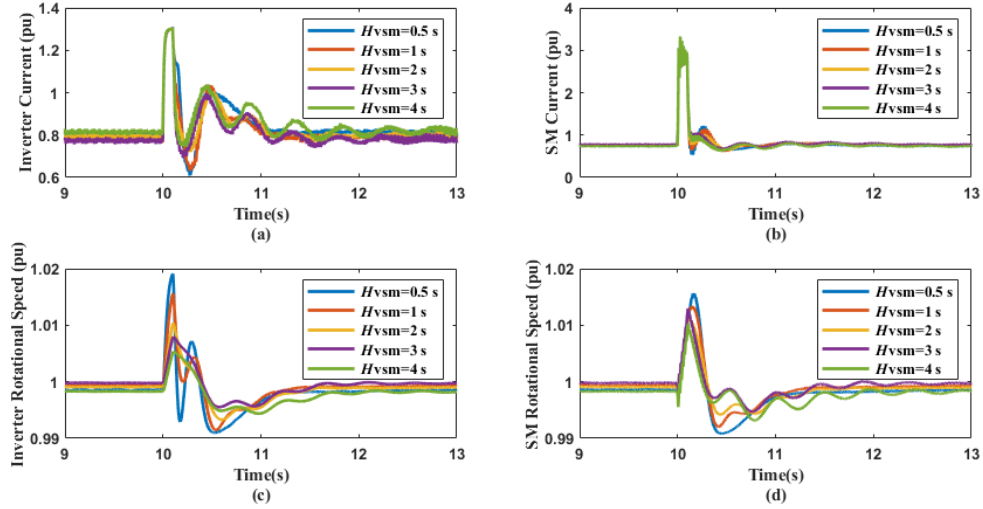 1.4
1.2
1
0.8
0.6
Inverter Current (pu)
Hvsm=0.5 s
Hvsm=1 s
Hvsm=2 s
Hvsm=3 s
Hvsm=4 s
9 10 11 12 13
Time(s)
(a)
4
3
2
1
0
SM Current (pu)
Hvsm=0.5 s
Hvsm=1 s
Hvsm=2 s
Hvsm=3 s
Hvsm=4 s
9 10 11 12 13
Time(s)
(b)
1.02
1.01
1
0.99
Inverter Rotational Speed (pu)
Hvsm=0.5 s
Hvsm=1 s
Hvsm=2 s
Hvsm=3 s
Hvsm=4 s
9 10 11 12 13
Time(s)
(c)
1.02
1.01
1
0.99
SM Rotational Speed (pu)
Hvsm=0.5 s
Hvsm=1 s
Hvsm=2 s
Hvsm=3 s
Hvsm=4 s
9 10 11 12 13
Time(s)
(d)